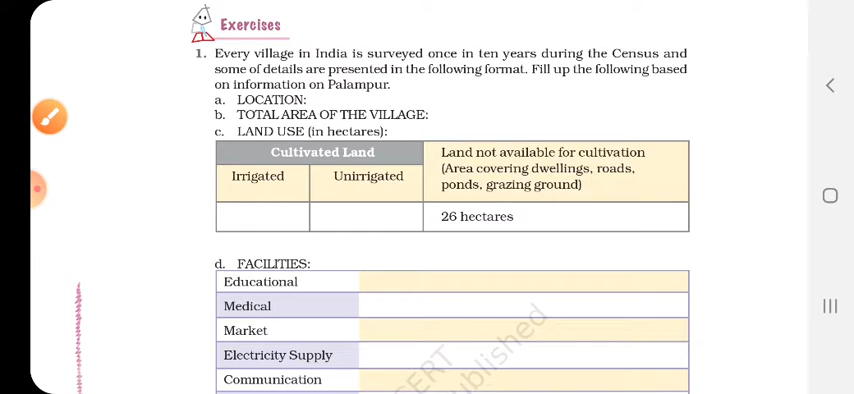 Exercises
1. Every village in India is surveyed once in ten years during the Census and
some of details are presented in the following format. Fill up the following based
on information on Palampur.
a. LOCATION:
b. TOTAL AREA OF THE VILLAGE:
c. LAND USE (in hectares):
Cultivated Land
Land not available for cultivation
(Area covering dwellings, roads,
ponds, grazing ground)
Irrigated
Unirrigated
26 hectares
d. FACILITIES:
Educational
Medical
Market
Electricity Supply
Communication